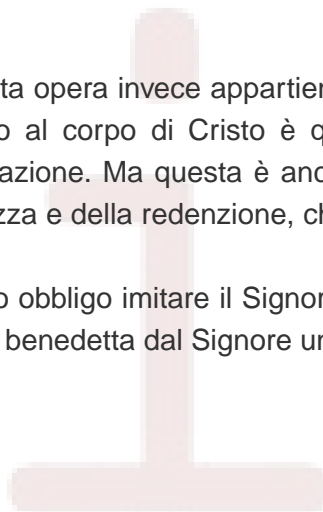 ta opera invece appartien
o al corpo di Cristo è q
azione. Ma questa è anc
zza e della redenzione, ch
o obbligo imitare il Signor
benedetta dal Signore un